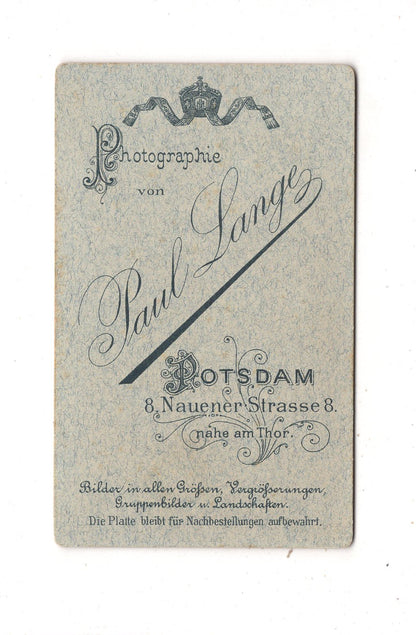 Photographie
von
Paul Lange
POTSDAM
8, Nauener Strasse 8.
nahe am Thor.
Bilder in allen Größen, Vergrößserungen,
Gruppenbilder u. Landschaften.
Die Platte bleibt für Nachbestellungen aufbewahrt.